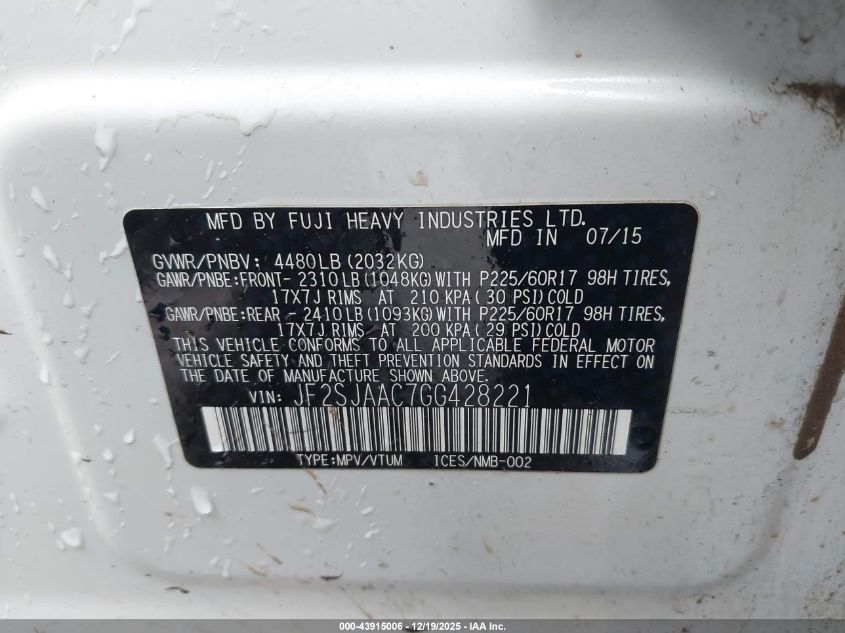 MFD BY FUJI HEAVY INDUSTRIES LTD.
MFD IN 07/15
GVWR/PNBV: 4480LB (2032KG)
GAWR/PNBE:FRONT- 2310LB (1048KG) WITH P225/60R17 98H TIRES,
17X7J RIMS AT 210 KPA ( 30 PSI) COLD
GAWR/PNBE:REAR - 2410LB (1093KG) WITH P225/60R17 98H TIRES,
17X7J RIMS AT 200 KPA (29 PSI) COLD
THIS VEHICLE CONFORMS TO ALL APPLICABLE FEDERAL MOTOR
VEHICLE SAFETY AND THEFT PREVENTION STANDARDS IN EFFECT ON
THE DATE OF MANUFACTURE SHOWN ABOVE.
VIN: JF2SJAAC7GG428221
TYPE:MPV/VTUM ICES/NMB-002
000-43915006 - 12/19/2025 - IAA Inc.